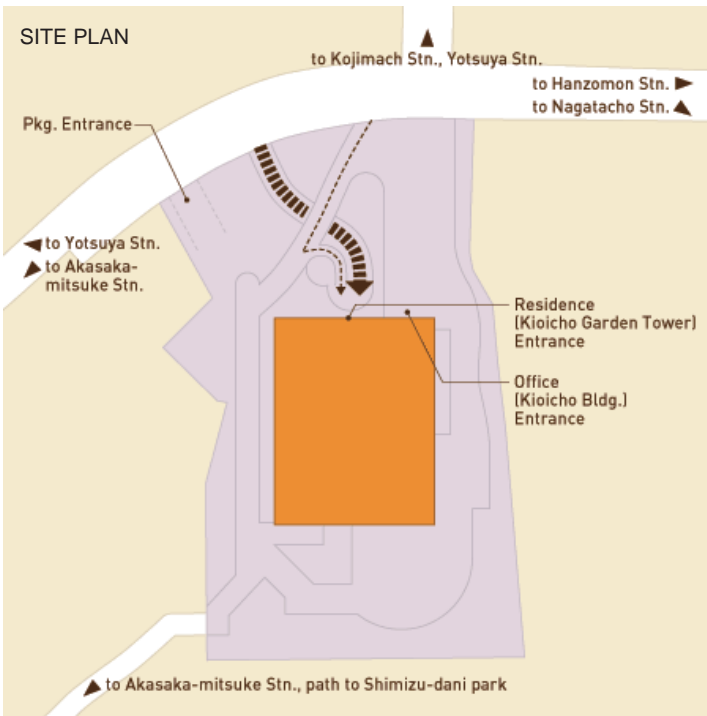 SITE PLAN
to Kojimach Stn., Yotsuya Stn.
to Hanzomon Stn.
to Nagatacho Stn.
Pkg. Entrance
to Yotsuya Stn.
to Akasaka-
mitsuke Stn.
Residence
(Kioicho Garden Tower)
Entrance
Office
(Kioicho Bldg.)
Entrance
to Akasaka-mitsuke Stn., path to Shimizu-dani park